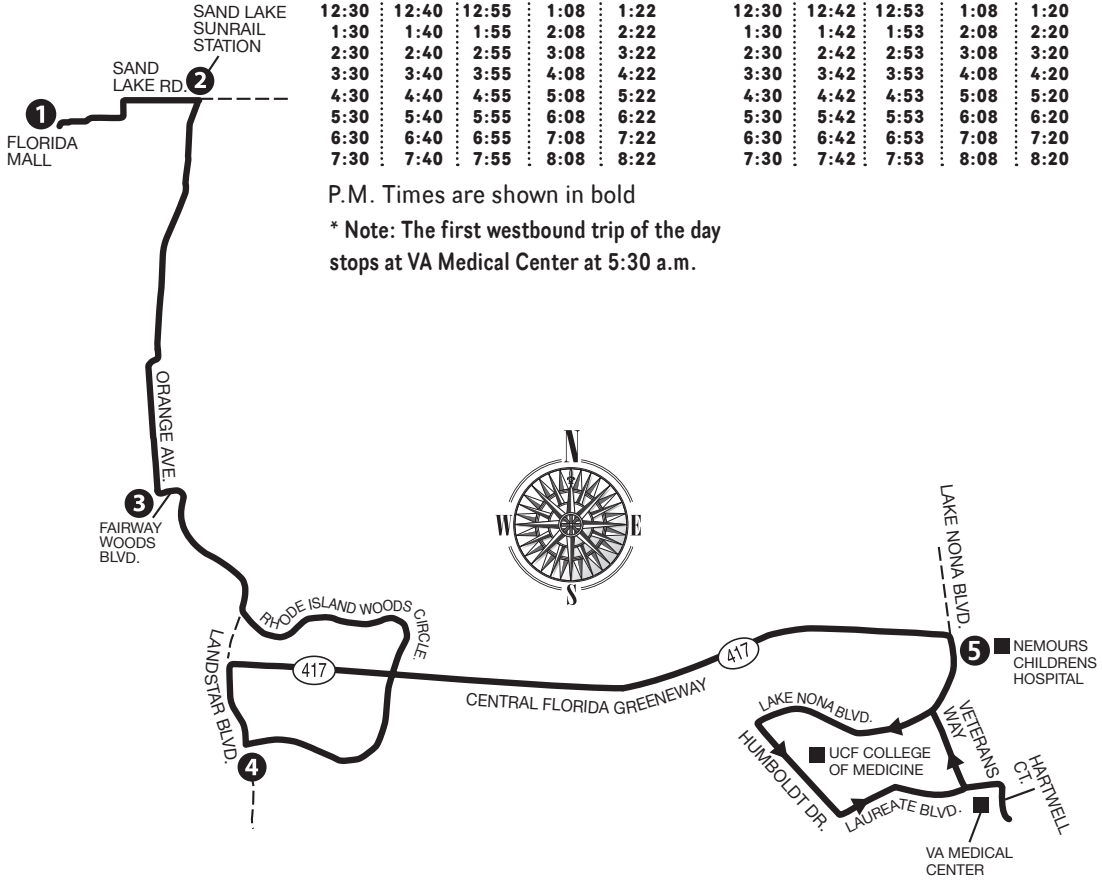 SAND LAKE
SUNRAIL
STATION
12:30 12:40 12:55 1:08 1:22 12:30 12:42 12:53 1:08 1:20
1:30 1:40 1:55 2:08 2:22 1:30 1:42 1:53 2:08 2:20
2:30 2:40 2:55 3:08 3:22 2:30 2:42 2:53 3:08 3:20
3:30 3:40 3:55 4:08 4:22 3:30 3:42 3:53 4:08 4:20
4:30 4:40 4:55 5:08 5:22 4:30 4:42 4:53 5:08 5:20
5:30 5:40 5:55 6:08 6:22 5:30 5:42 5:53 6:08 6:20
6:30 6:40 6:55 7:08 7:22 6:30 6:42 6:53 7:08 7:20
7:30 7:40 7:55 8:08 8:22 7:30 7:42 7:53 8:08 8:20
SAND
LAKE RD.
2
1
FLORIDA
MALL
P.M. Times are shown in bold
* Note: The first westbound trip of the day
stops at VA Medical Center at 5:30 a.m.
ORANGE AVE.
3
FAIRWAY
WOODS
BLVD.
N
W
E
S
LAKE NONA BLVD.
RHODE ISLAND WOODS CIRCLE.
LANDSTAR BLVD.
417
417
CENTRAL FLORIDA GREENEWAY
4
5
NEMOURS
CHILDRENS
HOSPITAL
LAKE NONA BLVD.
VETERANS
WAY
HUMBOLDT DR.
UCF COLLEGE
OF MEDICINE
LAUREATE BLVD.
HARTWELL
CT.
VA MEDICAL
CENTER